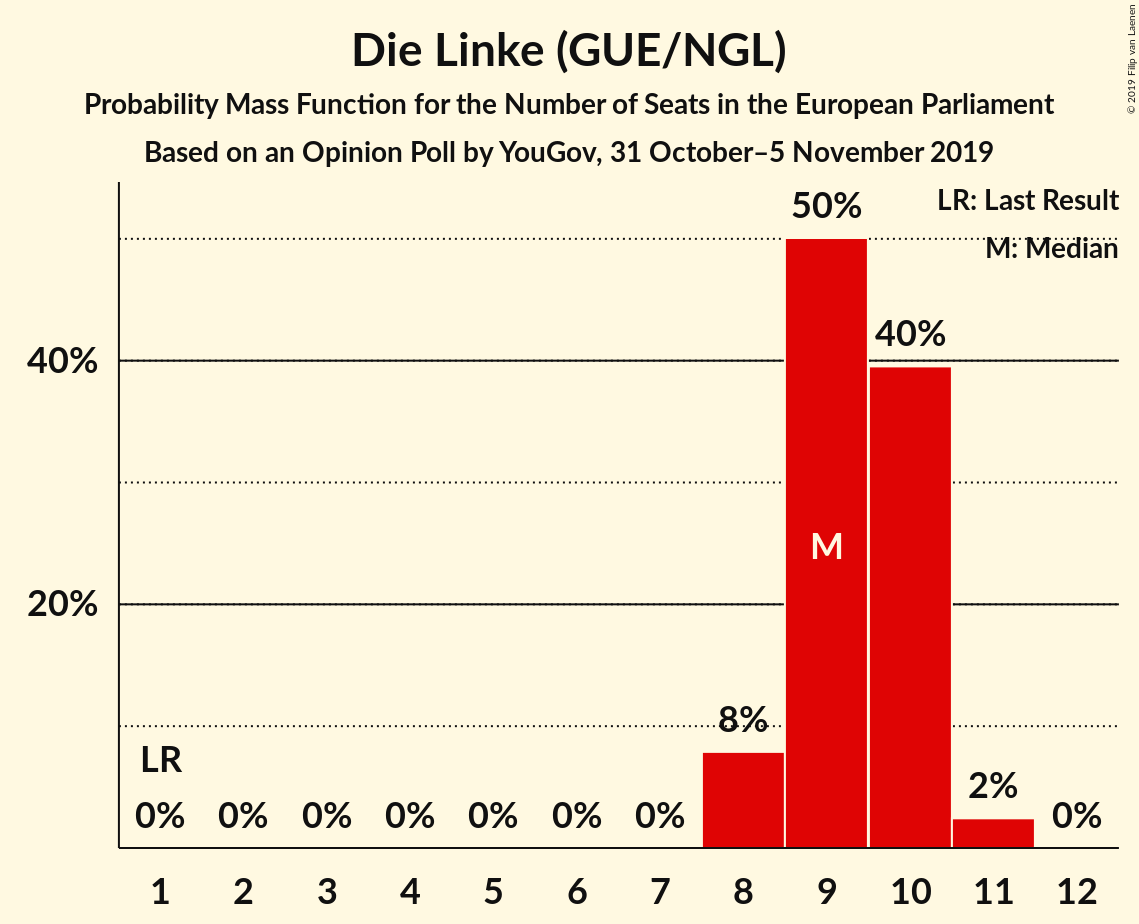 Die Linke (GUE/NGL)
Probability Mass Function for the Number of Seats in the European Parliament
Based on an Opinion Poll by YouGov, 31 October–5 November 2019
© 2019 Filip van Laenen
LR: Last Result
M: Median
50%
40%
40%
M
20%
8%
LR
2%
0% 0% 0% 0% 0% 0% 0% 0%
1 2 3 4 5 6 7 8 9 10 11 12